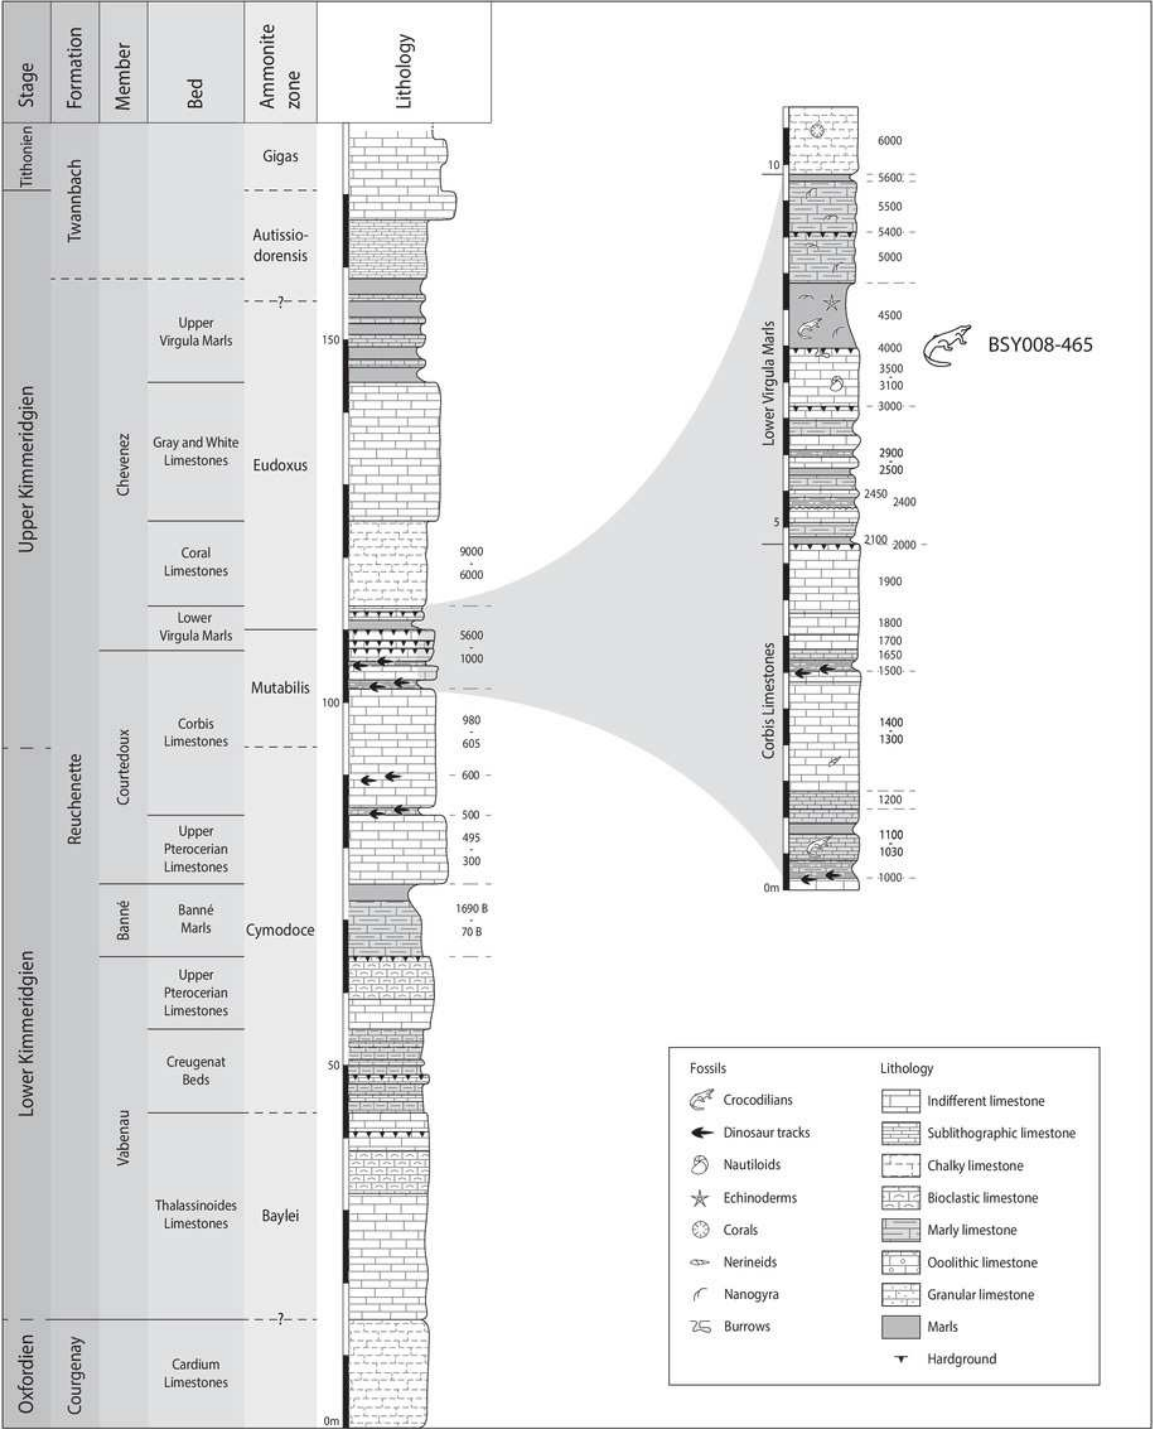 Stage
Formation
Member
Bed
Ammonite
zone
Lithology
Tithonien
Upper Kimmeridgien
Lower Kimmeridgien
Oxfordien
Twannbach
Reuchenette
Courgenay
Chevenez
Courtedoux
Banné
Vabenau
Upper
Virgula Marls
Gray and White
Limestones
Coral
Limestones
Lower
Virgula Marls
Corbis
Limestones
Upper
Pterocerian
Limestones
Banné
Marls
Upper
Pterocerian
Limestones
Creugenat
Beds
Thalassinoides
Limestones
Cardium
Limestones
Gigas
Autissio-
dorensis
?
Eudoxus
Mutabilis
Cymodoce
Baylei
?
150
100
50
0m
9000
-
6000
5600
-
1000
980
-
605
600
500
495
-
300
1690 B
-
70 B
Lower Virgula Marls
Corbis Limestones
10
5
0m
6000
5600
5500
5400
5000
4500
4000
3500
-
3100
3000
2900
-
2500
2450
2400
2100
2000
1900
1800
1700
1650
1500
1400
-
1300
1200
1100
-
1030
1000
BSY008-465
Fossils
Crocodilians
Dinosaur tracks
Nautiloids
Echinoderms
Corals
Nerineids
Nanogyra
Burrows
Lithology
Indifferent limestone
Sublithographic limestone
Chalky limestone
Bioclastic limestone
Marly limestone
Ooolithic limestone
Granular limestone
Marls
Hardground